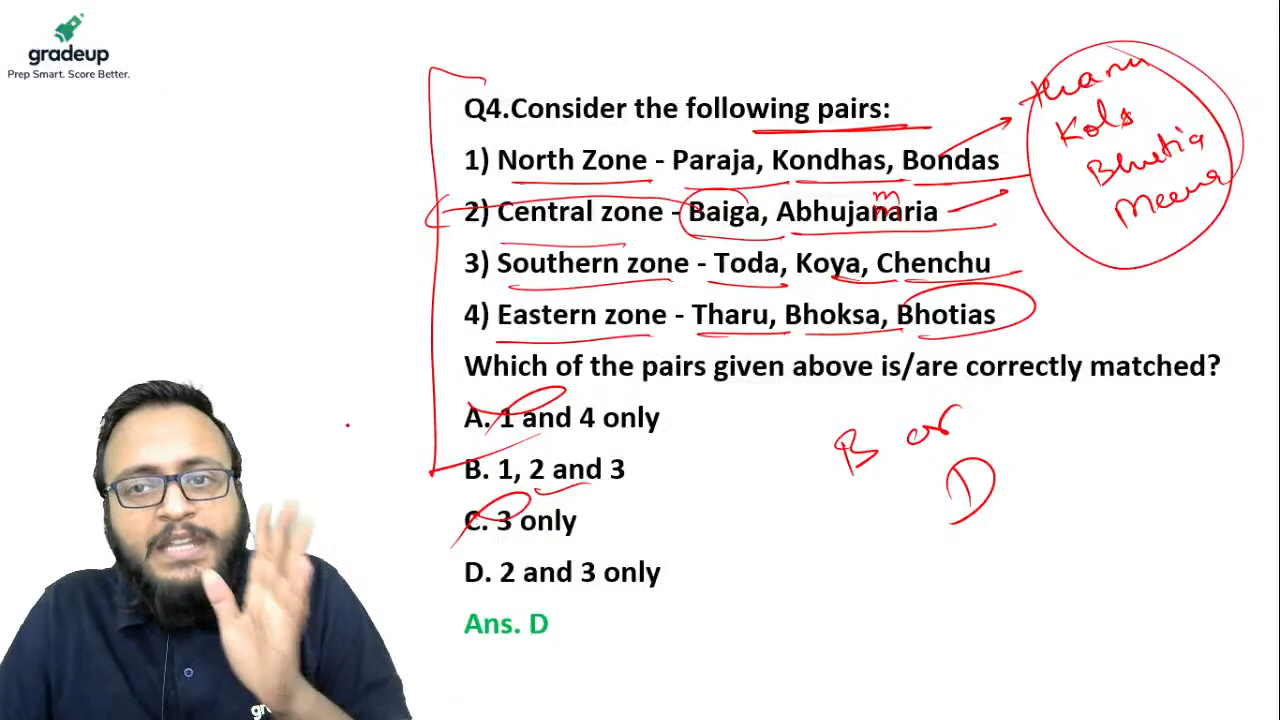 gradeup
Prep Smart. Score Better.
Q4.Consider the following pairs:
1) North Zone - Paraja, Kondhas, Bondas
2) Central zone - Baiga, Abhujanaria
m
3) Southern zone - Toda, Koya, Chenchu
4) Eastern zone - Tharu, Bhoksa, Bhotias
Which of the pairs given above is/are correctly matched?
A. 1 and 4 only
B. 1, 2 and 3
C. 3 only
D. 2 and 3 only
Ans. D
Kols
Bhutia
Meena
B or
D
gr